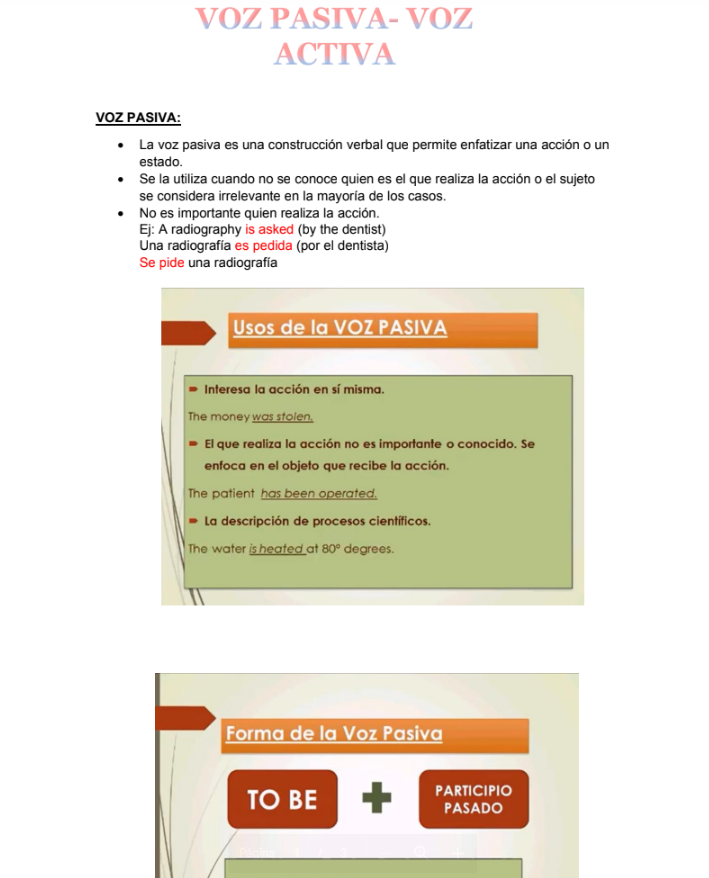 VOZ PASIVA- VOZ
ACTIVA
VOZ PASIVA:
• La voz pasiva es una construcción verbal que permite enfatizar una acción o un
estado.
• Se la utiliza cuando no se conoce quien es el que realiza la acción o el sujeto
se considera irrelevante en la mayoría de los casos.
• No es importante quien realiza la acción.
Ej: A radiography is asked (by the dentist)
Una radiografía es pedida (por el dentista)
Se pide una radiografía
Usos de la VOZ PASIVA
Interesa la acción en sí misma.
The money was stolen.
El que realiza la acción no es importante o conocido. Se
enfoca en el objeto que recibe la acción.
The patient has been operated.
La descripción de procesos científicos.
The water is heated at 80° degrees.
Forma de la Voz Pasiva
TO BE + PARTICIPIO
PASADO